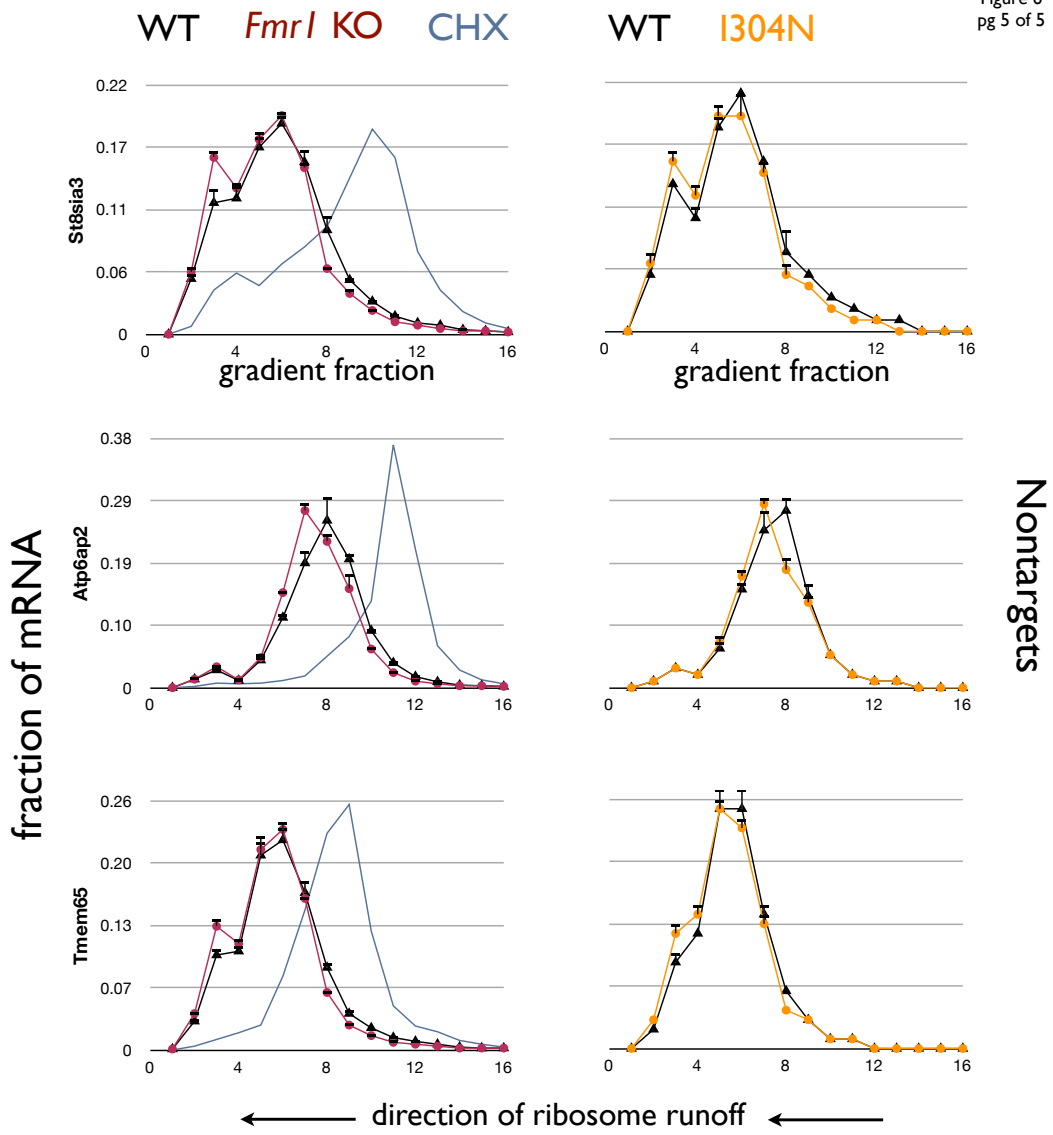 Figure 6
pg 5 of 5
WT Fmr1 KO CHX WT I304N
St8sia3
0.22
0.17
0.11
0.06
0
0 4 8 12 16
gradient fraction
0 4 8 12 16
gradient fraction
fraction of mRNA
Nontargets
Atp6ap2
0.38
0.29
0.19
0.10
0
0 4 8 12 16
0 4 8 12 16
Tmem65
0.26
0.20
0.13
0.07
0
0 4 8 12 16
0 4 8 12 16
direction of ribosome runoff